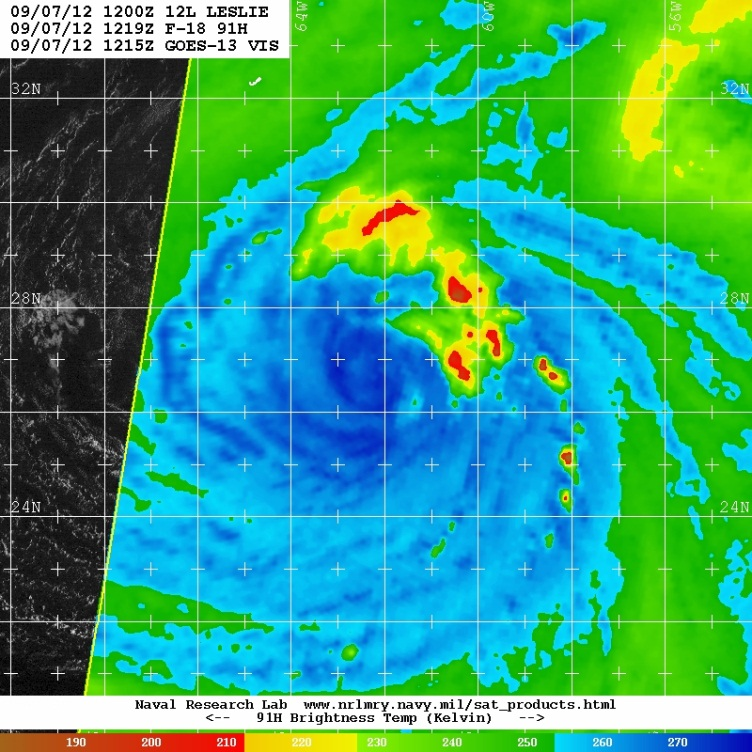 09/07/12 1200Z 12L LESLIE
09/07/12 1219Z F-18 91H
09/07/12 1215Z GOES-13 VIS
64W 60W 56W
32N 32N
28N 28N
24N 24N
Naval Research Lab www.nrlmry.navy.mil/sat_products.html
<-- 91H Brightness Temp (Kelvin) -->
190 200 210 220 230 240 250 260 270